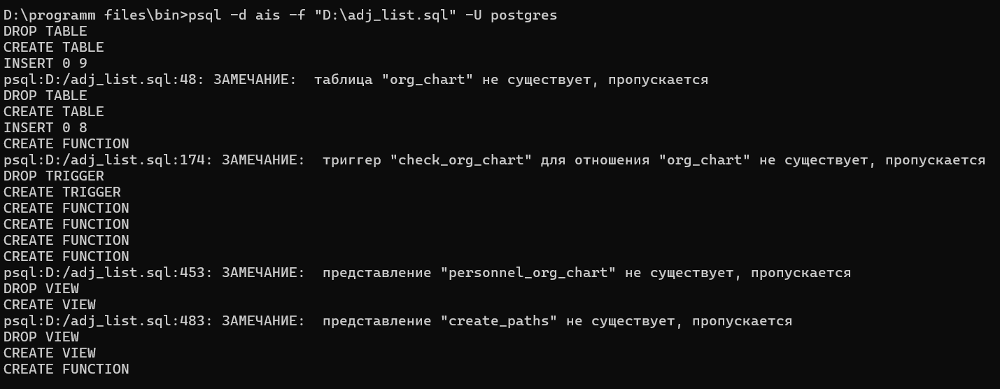 D:\programm files\bin>psql -d ais -f "D:\adj_list.sql" -U postgres
DROP TABLE
CREATE TABLE
INSERT 0 9
psql:D:/adj_list.sql:48: ЗАМЕЧАНИЕ:  таблица "org_chart" не существует, пропускается
DROP TABLE
CREATE TABLE
INSERT 0 8
CREATE FUNCTION
psql:D:/adj_list.sql:174: ЗАМЕЧАНИЕ:  триггер "check_org_chart" для отношения "org_chart" не существует, пропускается
DROP TRIGGER
CREATE TRIGGER
CREATE FUNCTION
CREATE FUNCTION
CREATE FUNCTION
CREATE FUNCTION
psql:D:/adj_list.sql:453: ЗАМЕЧАНИЕ:  представление "personnel_org_chart" не существует, пропускается
DROP VIEW
CREATE VIEW
psql:D:/adj_list.sql:483: ЗАМЕЧАНИЕ:  представление "create_paths" не существует, пропускается
DROP VIEW
CREATE VIEW
CREATE FUNCTION